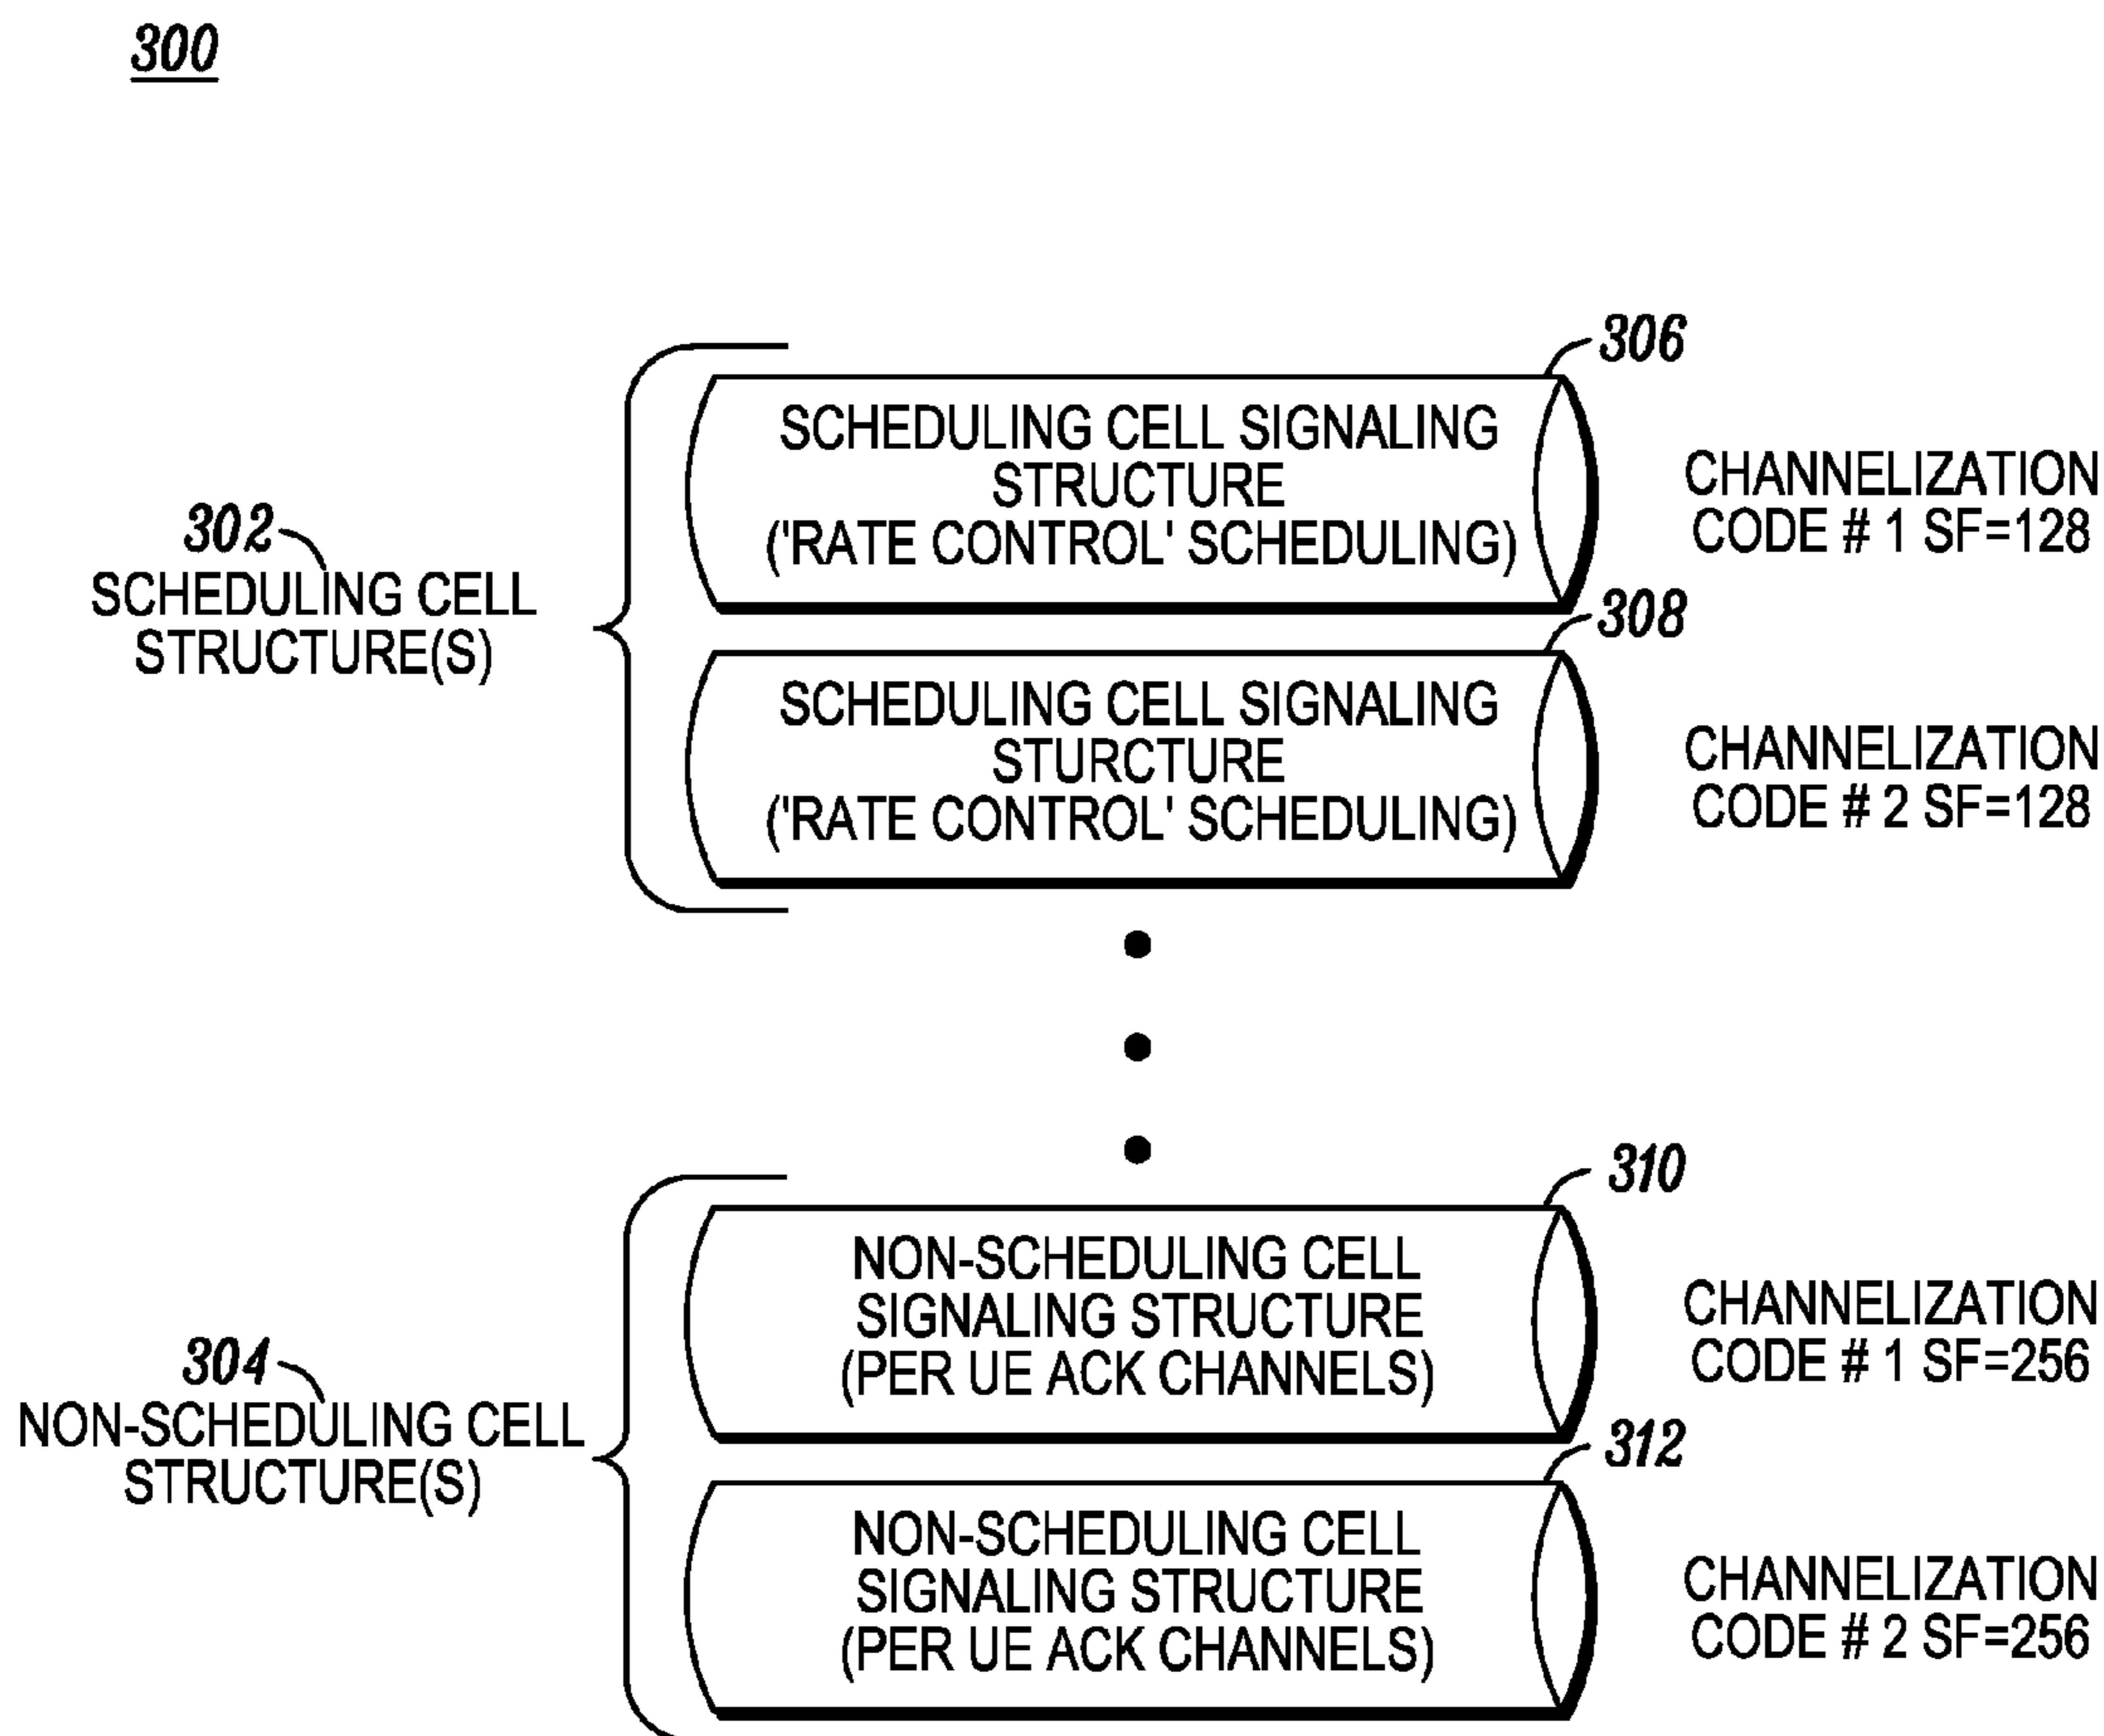 300
306
SCHEDULING CELL SIGNALING
STRUCTURE
('RATE CONTROL' SCHEDULING)
CHANNELIZATION
CODE # 1 SF=128
302
SCHEDULING CELL
STRUCTURE(S)
308
SCHEDULING CELL SIGNALING
STURCTURE
('RATE CONTROL' SCHEDULING)
CHANNELIZATION
CODE # 2 SF=128
310
NON-SCHEDULING CELL
SIGNALING STRUCTURE
(PER UE ACK CHANNELS)
CHANNELIZATION
CODE # 1 SF=256
304
NON-SCHEDULING CELL
STRUCTURE(S)
312
NON-SCHEDULING CELL
SIGNALING STRUCTURE
(PER UE ACK CHANNELS)
CHANNELIZATION
CODE # 2 SF=256